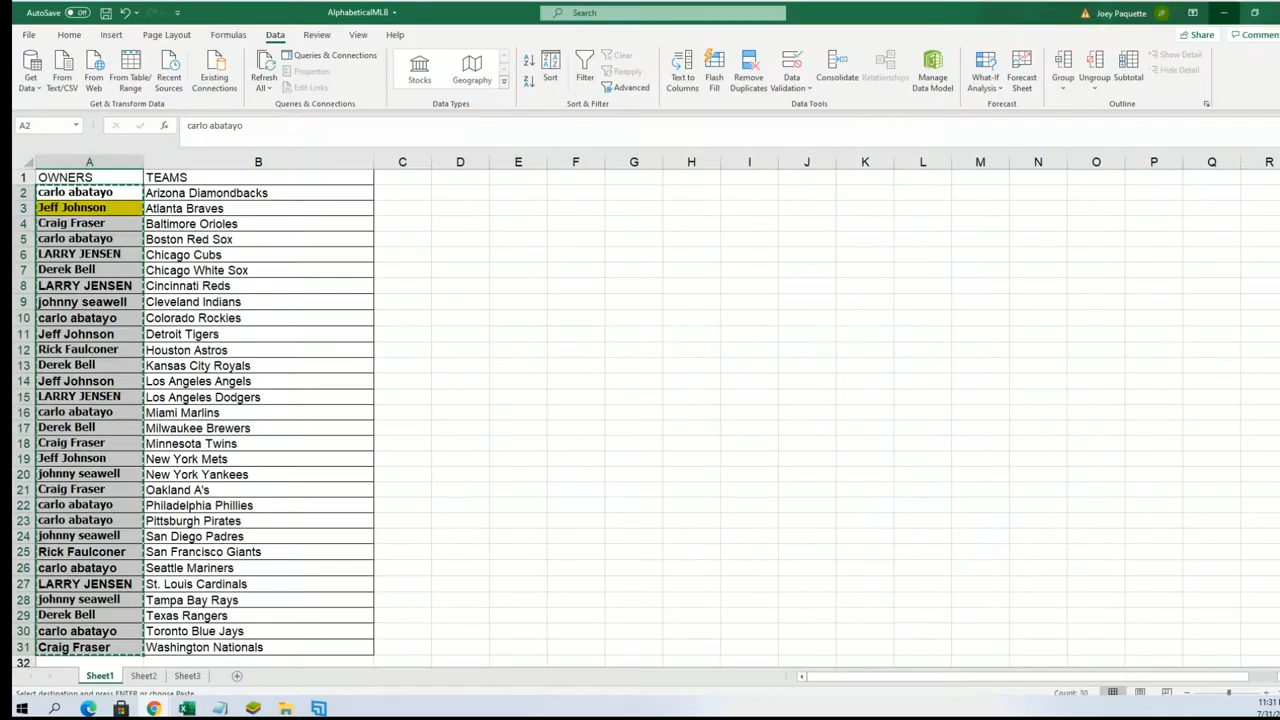 AutoSave Off AlphabeticalMLB Search Joey Paquette JP
File Home Insert Page Layout Formulas Data Review View Help Share Comment
Get Data From Text/CSV From Web From Table/Range Recent Sources Existing Connections
Refresh All Queries & Connections Properties Edit Links
Stocks Geography
Sort Filter Clear Reapply Advanced
Text to Columns Flash Fill Remove Duplicates Data Validation Consolidate Relationships Manage Data Model
What-If Analysis Forecast Sheet Group Ungroup Subtotal Show Detail Hide Detail
Get & Transform Data Queries & Connections Data Types Sort & Filter Data Tools Forecast Outline
A2 fx carlo abatayo
A B C D E F G H I J K L M N O P Q R
1 OWNERS TEAMS
2 carlo abatayo Arizona Diamondbacks
3 Jeff Johnson Atlanta Braves
4 Craig Fraser Baltimore Orioles
5 carlo abatayo Boston Red Sox
6 LARRY JENSEN Chicago Cubs
7 Derek Bell Chicago White Sox
8 LARRY JENSEN Cincinnati Reds
9 johnny seawell Cleveland Indians
10 carlo abatayo Colorado Rockies
11 Jeff Johnson Detroit Tigers
12 Rick Faulconer Houston Astros
13 Derek Bell Kansas City Royals
14 Jeff Johnson Los Angeles Angels
15 LARRY JENSEN Los Angeles Dodgers
16 carlo abatayo Miami Marlins
17 Derek Bell Milwaukee Brewers
18 Craig Fraser Minnesota Twins
19 Jeff Johnson New York Mets
20 johnny seawell New York Yankees
21 Craig Fraser Oakland A's
22 carlo abatayo Philadelphia Phillies
23 carlo abatayo Pittsburgh Pirates
24 johnny seawell San Diego Padres
25 Rick Faulconer San Francisco Giants
26 carlo abatayo Seattle Mariners
27 LARRY JENSEN St. Louis Cardinals
28 johnny seawell Tampa Bay Rays
29 Derek Bell Texas Rangers
30 carlo abatayo Toronto Blue Jays
31 Craig Fraser Washington Nationals
32
Sheet1 Sheet2 Sheet3
Select destination and press ENTER or choose Paste Count: 30
11:31
7/31/2